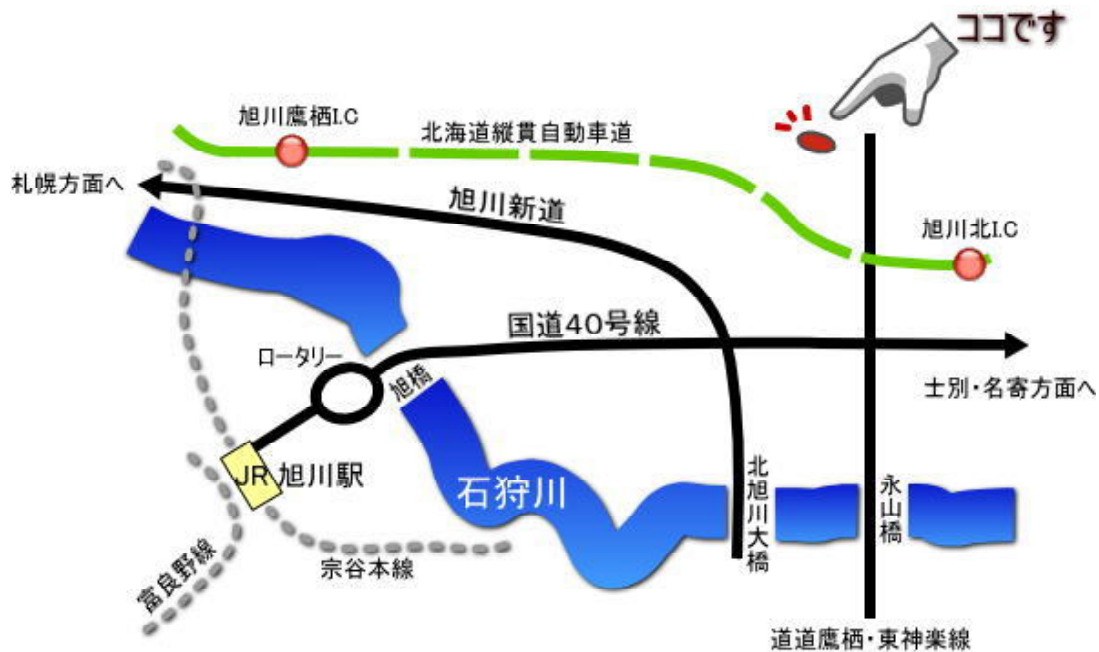 ココです
旭川鷹栖I.C
北海道縦貫自動車道
札幌方面へ
旭川新道
旭川北I.C
国道40号線
ロータリー
旭橋
士別・名寄方面へ
JR 旭川駅
石狩川
北旭川大橋
永山橋
宗谷本線
富良野線
道道鷹栖・東神楽線